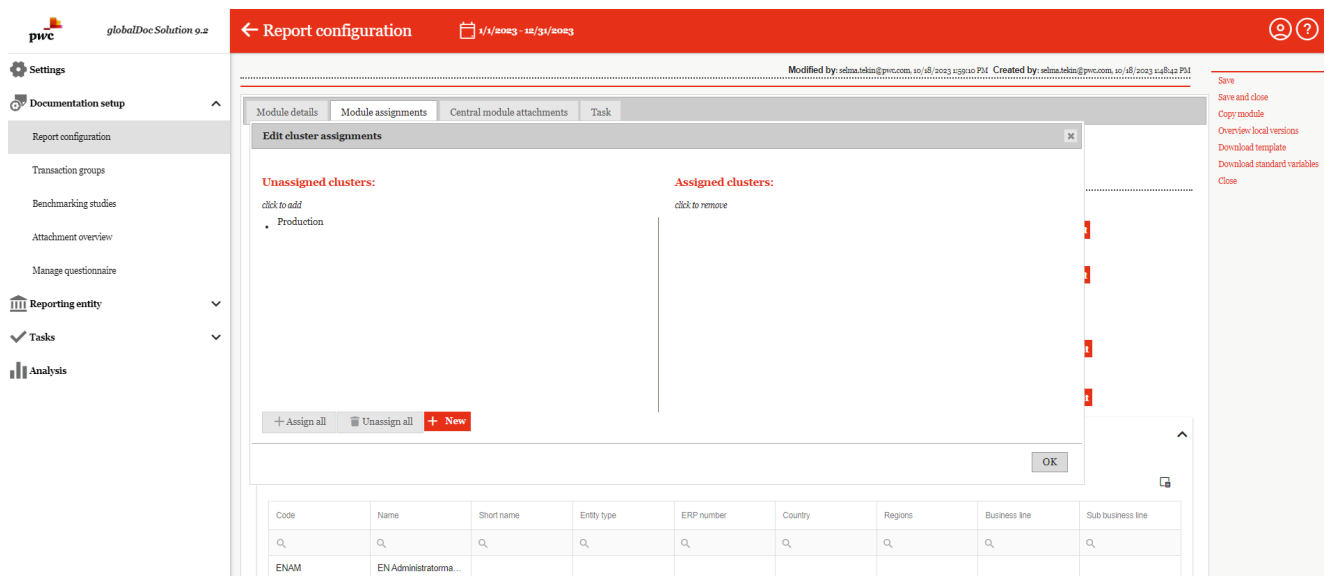 pwc
globalDoc Solution 9.2
Report configuration
1/1/2023 - 12/31/2023
?
Settings
Documentation setup
Report configuration
Transaction groups
Benchmarking studies
Attachment overview
Manage questionnaire
Reporting entity
Tasks
Analysis
Modified by: selma.tekin@pwc.com, 10/18/2023 1:59:10 PM Created by: selma.tekin@pwc.com, 10/18/2023 1:48:42 PM
Module details Module assignments Central module attachments Task
Edit cluster assignments
Unassigned clusters:
click to add
• Production
Assigned clusters:
click to remove
+ Assign all Unassign all + New
OK
Code Name Short name Entity type ERP number Country Regions Business line Sub business line
ENAM EN Administratorma...
Save
Save and close
Copy module
Overview local versions
Download template
Download standard variables
Close